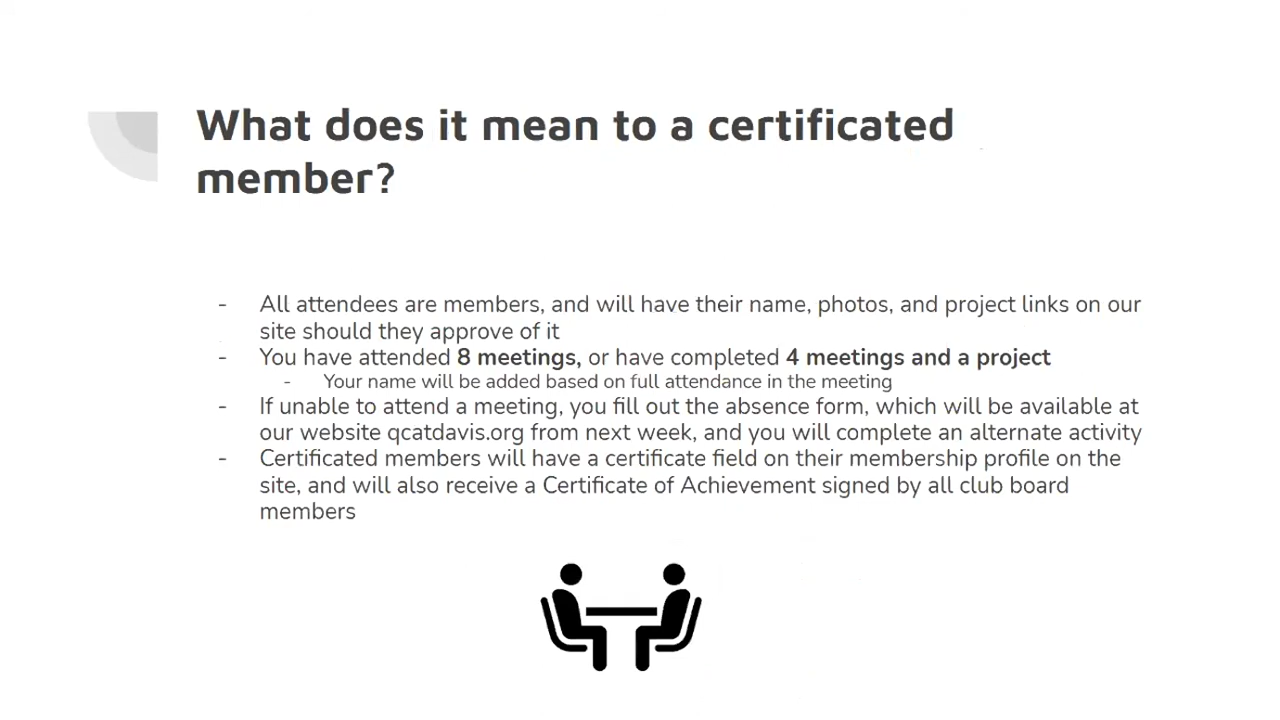 What does it mean to a certificated
member?
- All attendees are members, and will have their name, photos, and project links on our
site should they approve of it
- You have attended 8 meetings, or have completed 4 meetings and a project
- Your name will be added based on full attendance in the meeting
- If unable to attend a meeting, you fill out the absence form, which will be available at
our website qcatdavis.org from next week, and you will complete an alternate activity
- Certificated members will have a certificate field on their membership profile on the
site, and will also receive a Certificate of Achievement signed by all club board
members